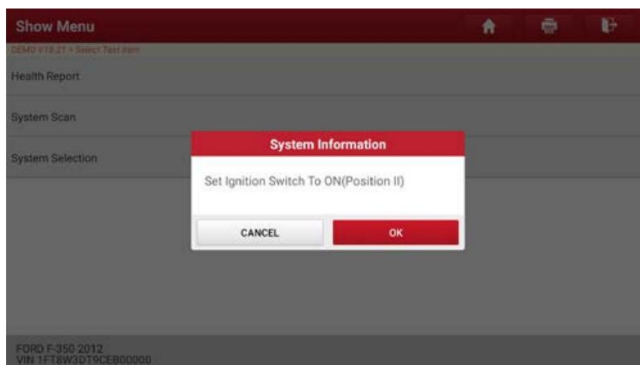 Show Menu
DEMO V18.21 > Select Test Item
Health Report
System Scan
System Selection
System Information
Set Ignition Switch To ON(Position II)
CANCEL
OK
FORD F-350 2012
VIN 1FT8W3DT9CEB00000